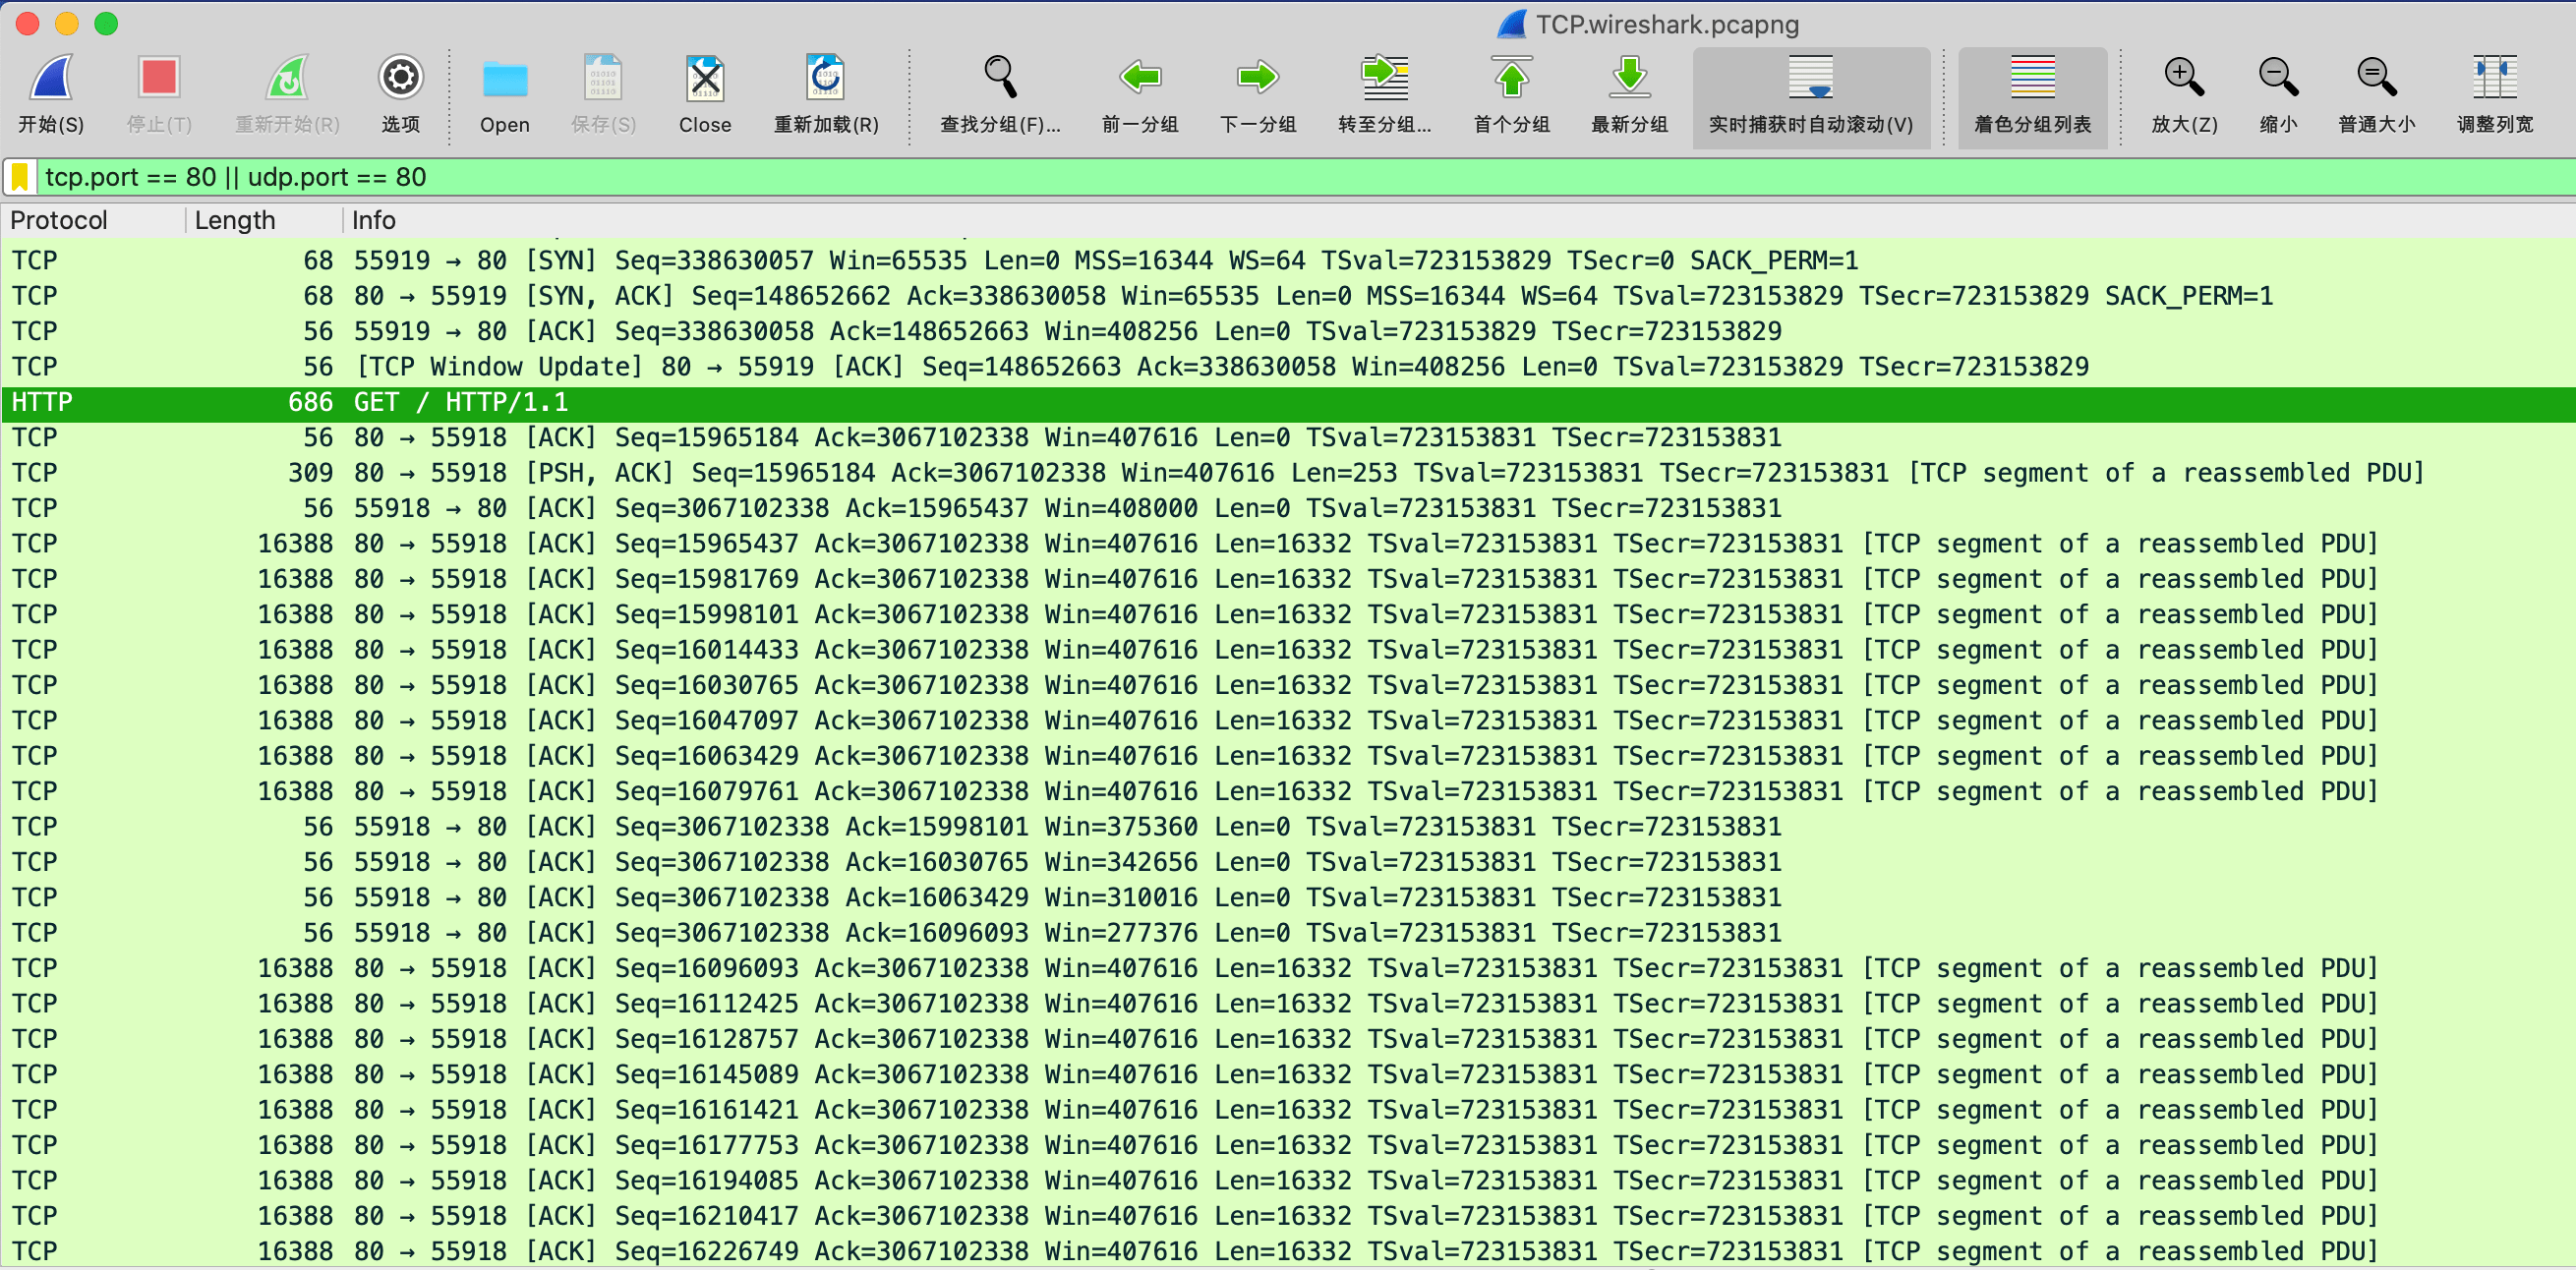 TCP.wireshark.pcapng
开始(S) 停止(T) 重新开始(R) 选项 Open 保存(S) Close 重新加载(R) 查找分组(F)... 前一分组 下一分组 转至分组... 首个分组 最新分组 实时捕获时自动滚动(V) 着色分组列表 放大(Z) 缩小 普通大小 调整列宽
tcp.port == 80 || udp.port == 80
Protocol Length Info
TCP 68 55919 → 80 [SYN] Seq=338630057 Win=65535 Len=0 MSS=16344 WS=64 TSval=723153829 TSecr=0 SACK_PERM=1
TCP 68 80 → 55919 [SYN, ACK] Seq=148652662 Ack=338630058 Win=65535 Len=0 MSS=16344 WS=64 TSval=723153829 TSecr=723153829 SACK_PERM=1
TCP 56 55919 → 80 [ACK] Seq=338630058 Ack=148652663 Win=408256 Len=0 TSval=723153829 TSecr=723153829
TCP 56 [TCP Window Update] 80 → 55919 [ACK] Seq=148652663 Ack=338630058 Win=408256 Len=0 TSval=723153829 TSecr=723153829
HTTP 686 GET / HTTP/1.1
TCP 56 80 → 55918 [ACK] Seq=15965184 Ack=3067102338 Win=407616 Len=0 TSval=723153831 TSecr=723153831
TCP 309 80 → 55918 [PSH, ACK] Seq=15965184 Ack=3067102338 Win=407616 Len=253 TSval=723153831 TSecr=723153831 [TCP segment of a reassembled PDU]
TCP 56 55918 → 80 [ACK] Seq=3067102338 Ack=15965437 Win=408000 Len=0 TSval=723153831 TSecr=723153831
TCP 16388 80 → 55918 [ACK] Seq=15965437 Ack=3067102338 Win=407616 Len=16332 TSval=723153831 TSecr=723153831 [TCP segment of a reassembled PDU]
TCP 16388 80 → 55918 [ACK] Seq=15981769 Ack=3067102338 Win=407616 Len=16332 TSval=723153831 TSecr=723153831 [TCP segment of a reassembled PDU]
TCP 16388 80 → 55918 [ACK] Seq=15998101 Ack=3067102338 Win=407616 Len=16332 TSval=723153831 TSecr=723153831 [TCP segment of a reassembled PDU]
TCP 16388 80 → 55918 [ACK] Seq=16014433 Ack=3067102338 Win=407616 Len=16332 TSval=723153831 TSecr=723153831 [TCP segment of a reassembled PDU]
TCP 16388 80 → 55918 [ACK] Seq=16030765 Ack=3067102338 Win=407616 Len=16332 TSval=723153831 TSecr=723153831 [TCP segment of a reassembled PDU]
TCP 16388 80 → 55918 [ACK] Seq=16047097 Ack=3067102338 Win=407616 Len=16332 TSval=723153831 TSecr=723153831 [TCP segment of a reassembled PDU]
TCP 16388 80 → 55918 [ACK] Seq=16063429 Ack=3067102338 Win=407616 Len=16332 TSval=723153831 TSecr=723153831 [TCP segment of a reassembled PDU]
TCP 16388 80 → 55918 [ACK] Seq=16079761 Ack=3067102338 Win=407616 Len=16332 TSval=723153831 TSecr=723153831 [TCP segment of a reassembled PDU]
TCP 56 55918 → 80 [ACK] Seq=3067102338 Ack=15998101 Win=375360 Len=0 TSval=723153831 TSecr=723153831
TCP 56 55918 → 80 [ACK] Seq=3067102338 Ack=16030765 Win=342656 Len=0 TSval=723153831 TSecr=723153831
TCP 56 55918 → 80 [ACK] Seq=3067102338 Ack=16063429 Win=310016 Len=0 TSval=723153831 TSecr=723153831
TCP 56 55918 → 80 [ACK] Seq=3067102338 Ack=16096093 Win=277376 Len=0 TSval=723153831 TSecr=723153831
TCP 16388 80 → 55918 [ACK] Seq=16096093 Ack=3067102338 Win=407616 Len=16332 TSval=723153831 TSecr=723153831 [TCP segment of a reassembled PDU]
TCP 16388 80 → 55918 [ACK] Seq=16112425 Ack=3067102338 Win=407616 Len=16332 TSval=723153831 TSecr=723153831 [TCP segment of a reassembled PDU]
TCP 16388 80 → 55918 [ACK] Seq=16128757 Ack=3067102338 Win=407616 Len=16332 TSval=723153831 TSecr=723153831 [TCP segment of a reassembled PDU]
TCP 16388 80 → 55918 [ACK] Seq=16145089 Ack=3067102338 Win=407616 Len=16332 TSval=723153831 TSecr=723153831 [TCP segment of a reassembled PDU]
TCP 16388 80 → 55918 [ACK] Seq=16161421 Ack=3067102338 Win=407616 Len=16332 TSval=723153831 TSecr=723153831 [TCP segment of a reassembled PDU]
TCP 16388 80 → 55918 [ACK] Seq=16177753 Ack=3067102338 Win=407616 Len=16332 TSval=723153831 TSecr=723153831 [TCP segment of a reassembled PDU]
TCP 16388 80 → 55918 [ACK] Seq=16194085 Ack=3067102338 Win=407616 Len=16332 TSval=723153831 TSecr=723153831 [TCP segment of a reassembled PDU]
TCP 16388 80 → 55918 [ACK] Seq=16210417 Ack=3067102338 Win=407616 Len=16332 TSval=723153831 TSecr=723153831 [TCP segment of a reassembled PDU]
TCP 16388 80 → 55918 [ACK] Seq=16226749 Ack=3067102338 Win=407616 Len=16332 TSval=723153831 TSecr=723153831 [TCP segment of a reassembled PDU]